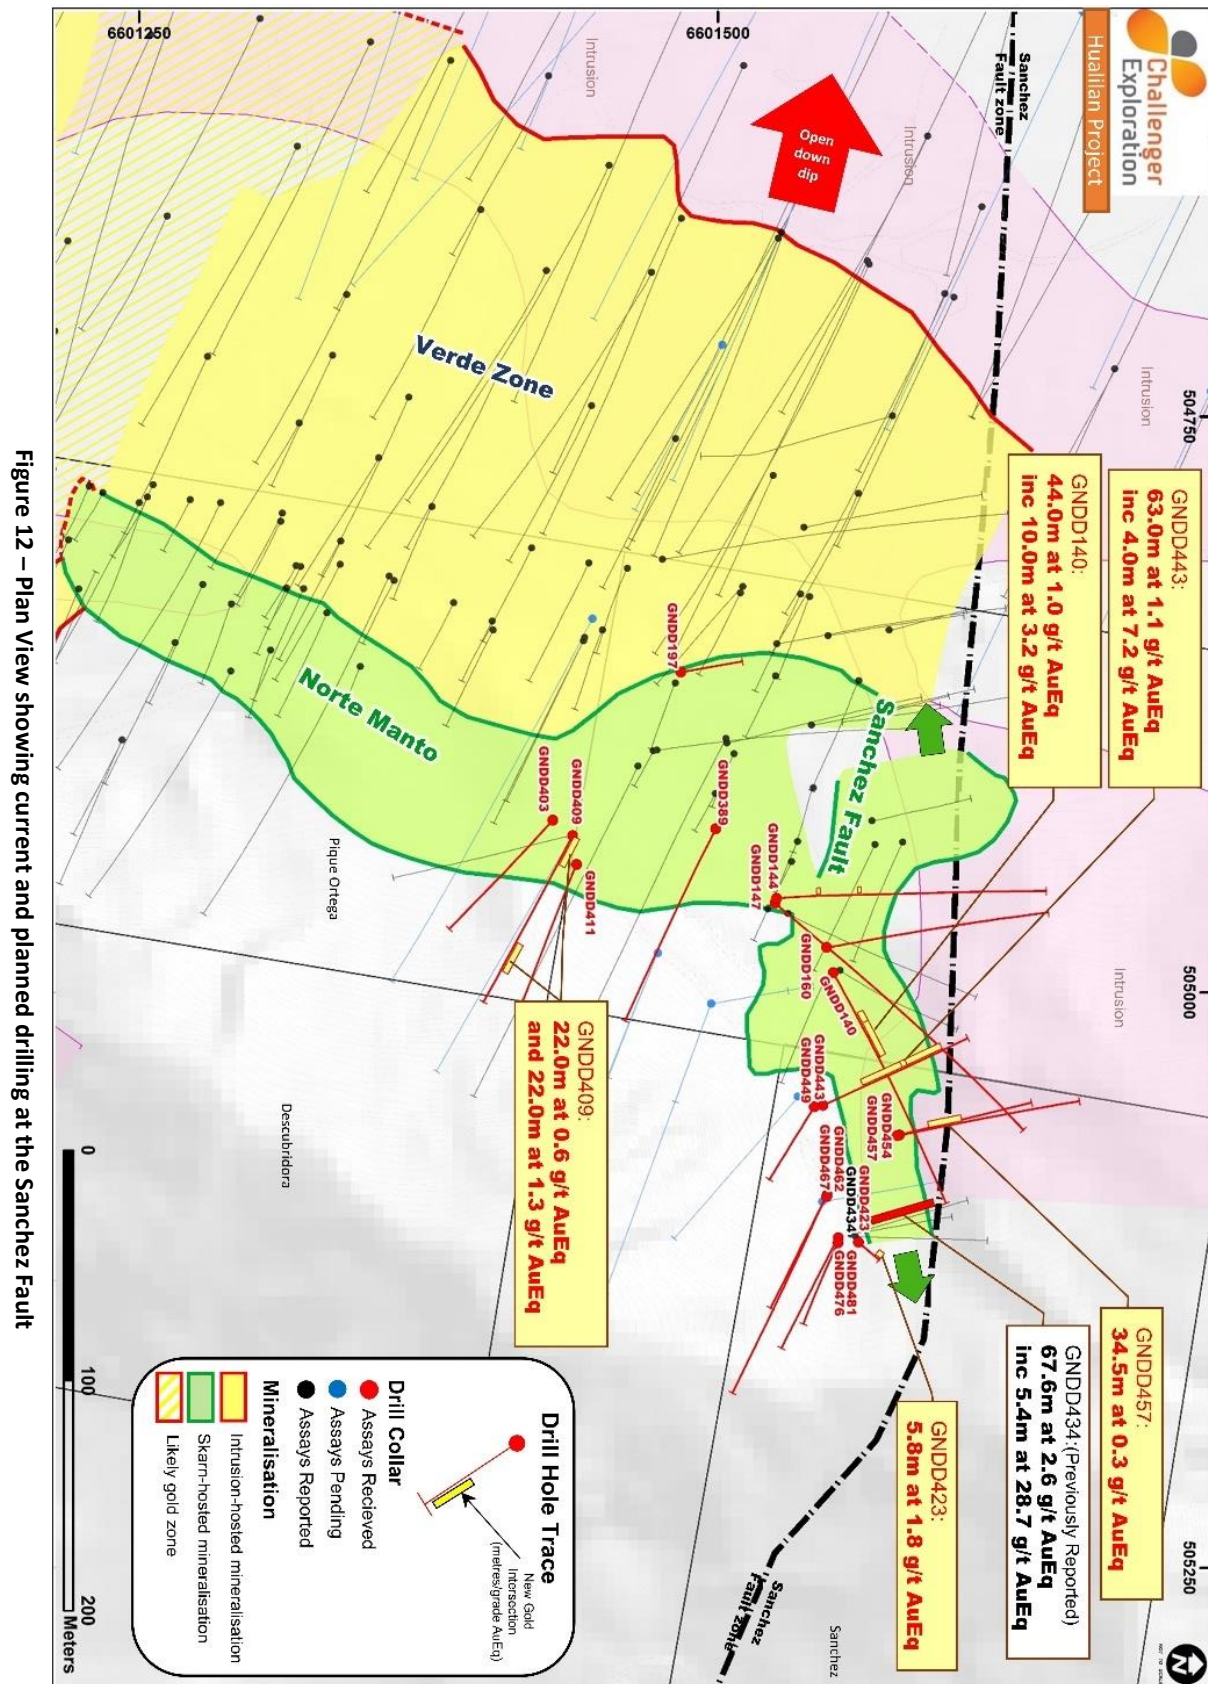 Challenger
Exploration
Hualilan Project
6601250
6601500
504750
505000
505250
Sanchez
Fault zone
Intrusion
Intrusion
Intrusion
Intrusion
Open
down
dip
Verde Zone
Norte Manto
Sanchez Fault
GNDD443:
63.0m at 1.1 g/t AuEq
inc 4.0m at 7.2 g/t AuEq
GNDD140:
44.0m at 1.0 g/t AuEq
inc 10.0m at 3.2 g/t AuEq
GNDD457:
34.5m at 0.3 g/t AuEq
GNDD434:(Previously Reported)
67.6m at 2.6 g/t AuEq
inc 5.4m at 28.7 g/t AuEq
GNDD423:
5.8m at 1.8 g/t AuEq
GNDD409:
22.0m at 0.6 g/t AuEq
and 22.0m at 1.3 g/t AuEq
GNDD197
GNDD403
GNDD409
GNDD411
GNDD389
GNDD144
GNDD147
GNDD160
GNDD140
GNDD443
GNDD449
GNDD454
GNDD457
GNDD462
GNDD467
GNDD423
GNDD434
GNDD481
GNDD476
Pique Ortega
Descubridora
Sanchez
Fault zone
Sanchez
N
Drill Hole Trace
New Gold
Intersection
(metres/grade AuEq)
Drill Collar
Assays Recieved
Assays Pending
Assays Reported
Mineralisation
Intrusion-hosted mineralisation
Skarn-hosted mineralisation
Likely gold zone
0
100
200
Meters
Figure 12 – Plan View showing current and planned drilling at the Sanchez Fault